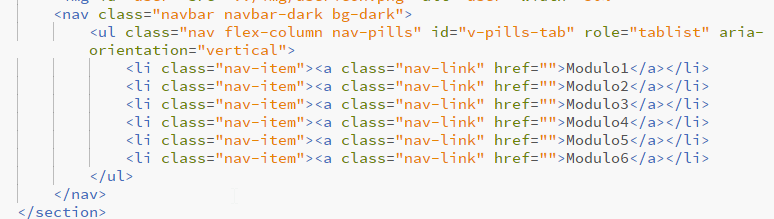 <nav class="navbar navbar-dark bg-dark">
<ul class="nav flex-column nav-pills" id="v-pills-tab" role="tablist" aria-
orientation="vertical">
<li class="nav-item"><a class="nav-link" href="">Modulo1</a></li>
<li class="nav-item"><a class="nav-link" href="">Modulo2</a></li>
<li class="nav-item"><a class="nav-link" href="">Modulo3</a></li>
<li class="nav-item"><a class="nav-link" href="">Modulo4</a></li>
<li class="nav-item"><a class="nav-link" href="">Modulo5</a></li>
<li class="nav-item"><a class="nav-link" href="">Modulo6</a></li>
</ul>
</nav>
</section>